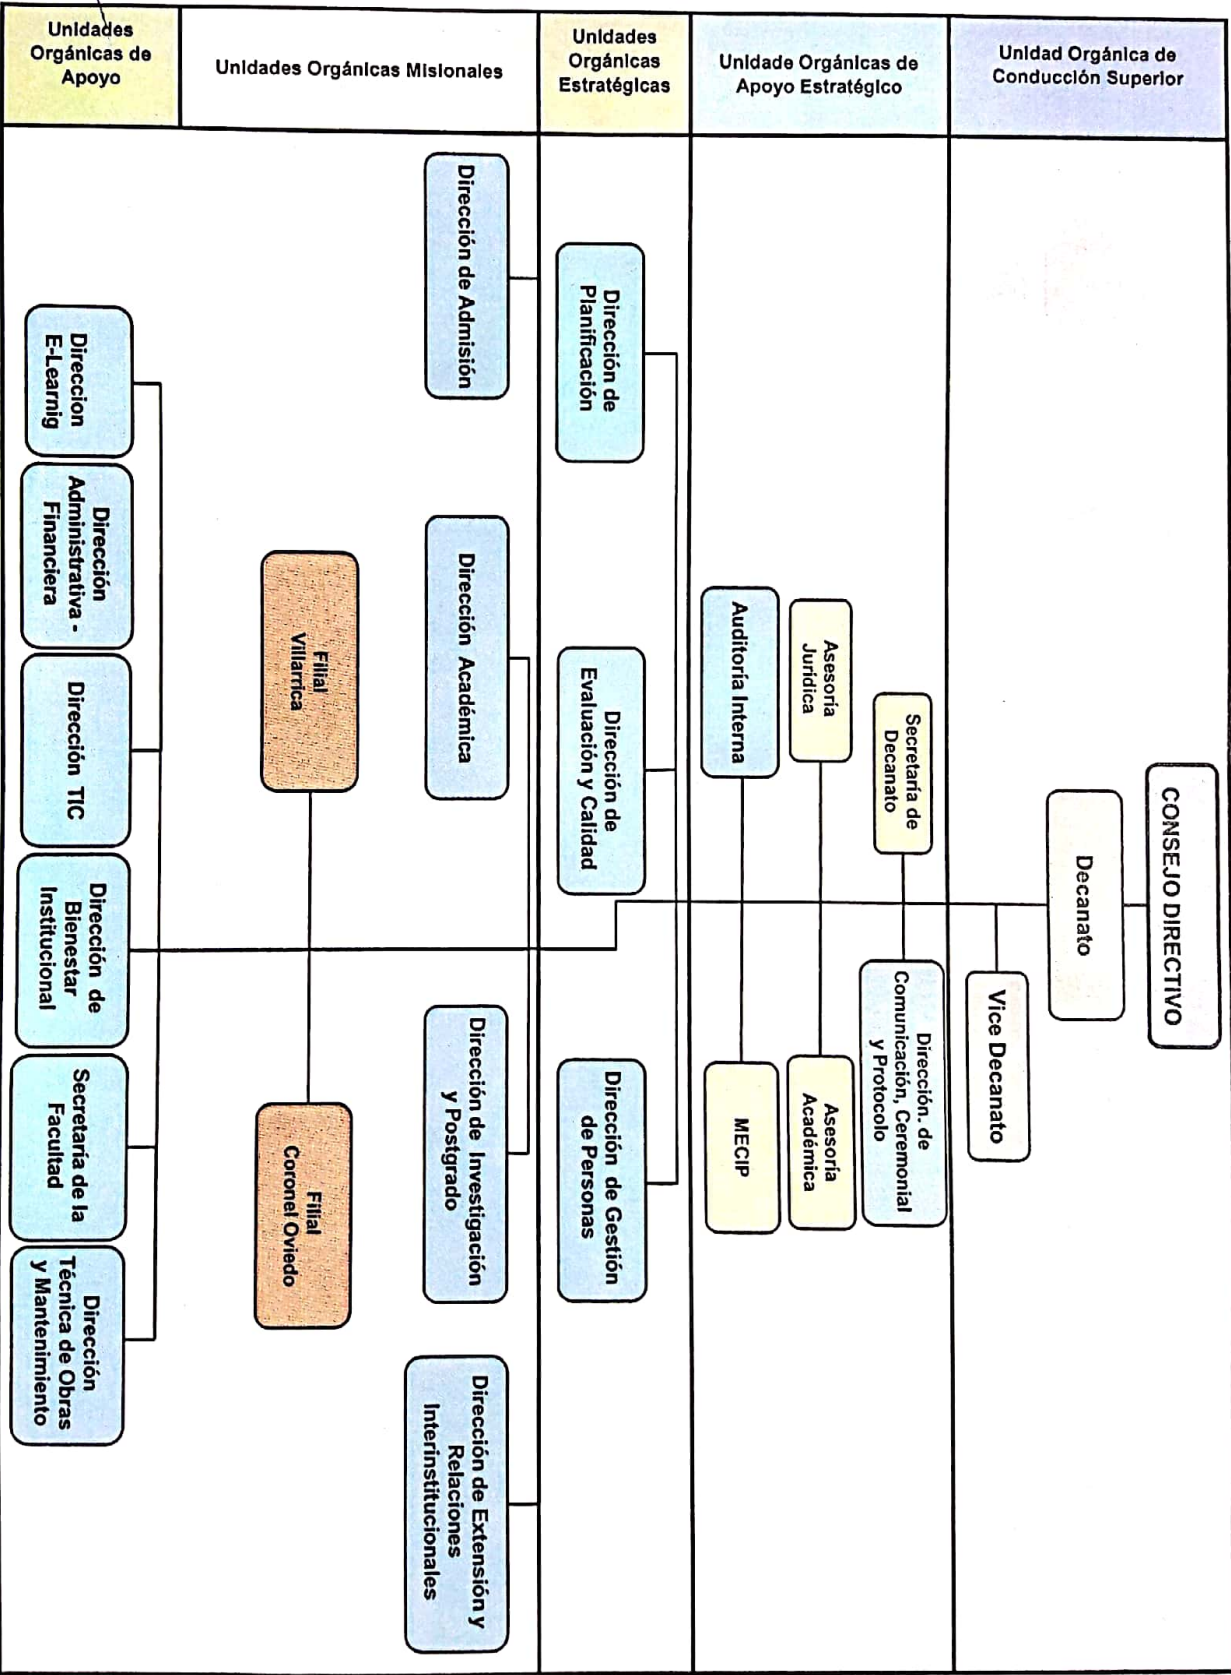 Unidad Orgánica de
Conducción Superior
CONSEJO DIRECTIVO
Decanato
Vice Decanato
Unidade Orgánicas de
Apoyo Estratégico
Secretaría de
Decanato
Dirección. de
Comunicación, Ceremonial
y Protocolo
Asesoría
Jurídica
Asesoría
Académica
Auditoría Interna
MECIP
Unidades
Orgánicas
Estratégicas
Dirección de
Planificación
Dirección de
Evaluación y Calidad
Dirección de Gestión
de Personas
Unidades Orgánicas Misionales
Dirección de Admisión
Dirección Académica
Dirección de Investigación
y Postgrado
Dirección de Extensión y
Relaciones
Interinstitucionales
Filial
Villarrica
Filial
Coronel Oviedo
Unidades
Orgánicas de
Apoyo
Direccion
E-Learnig
Dirección
Administrativa -
Financiera
Dirección TIC
Dirección de
Bienestar
Institucional
Secretaría de la
Facultad
Dirección
Técnica de Obras
y Mantenimiento